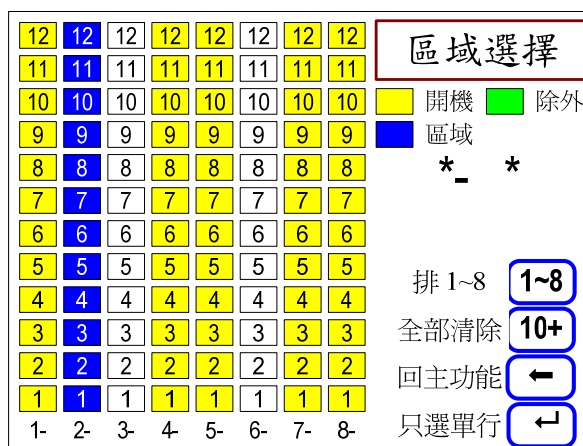 12 12 12 12 12 12 12 12
11 11 11 11 11 11 11 11
10 10 10 10 10 10 10 10
9 9 9 9 9 9 9 9
8 8 8 8 8 8 8 8
7 7 7 7 7 7 7 7
6 6 6 6 6 6 6 6
5 5 5 5 5 5 5 5
4 4 4 4 4 4 4 4
3 3 3 3 3 3 3 3
2 2 2 2 2 2 2 2
1 1 1 1 1 1 1 1
1- 2- 3- 4- 5- 6- 7- 8-
區域選擇
開機 除外
區域
*- *
排 1~8 1~8
全部清除 10+
回主功能 ←
只選單行 ↵